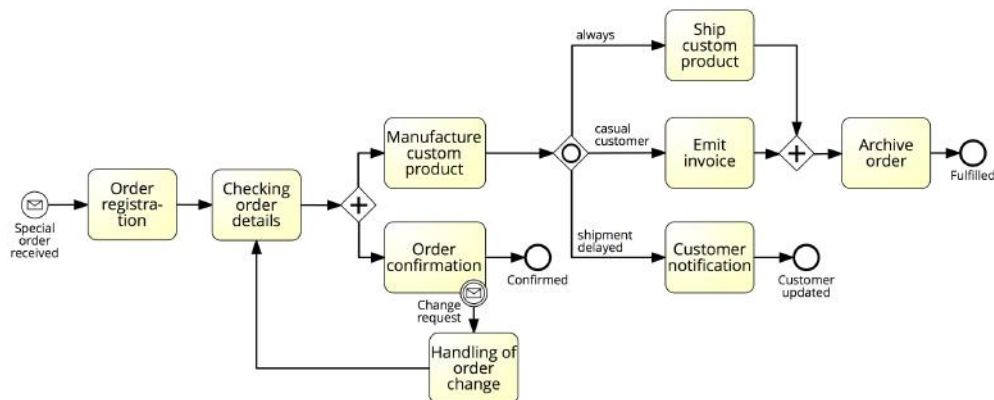 always
Ship
custom
product
Manufacture
custom
product
casual
customer
Emit
invoice
Archive
order
Fulfilled
Order
registra-
tion
Checking
order
details
Special
order
received
Order
confirmation
Confirmed
shipment
delayed
Customer
notification
Customer
updated
Change
request
Handling of
order
change